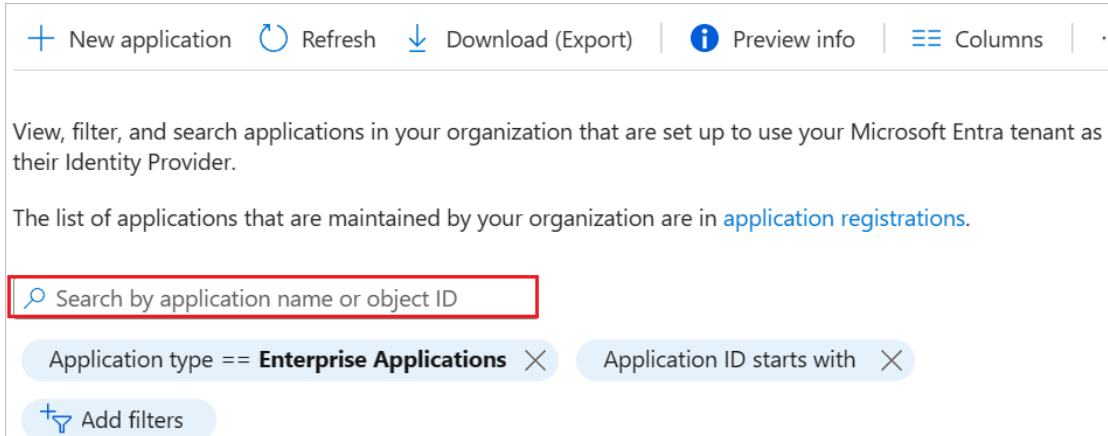 New application Refresh Download (Export) Preview info Columns
View, filter, and search applications in your organization that are set up to use your Microsoft Entra tenant as
their Identity Provider.
The list of applications that are maintained by your organization are in application registrations.
Search by application name or object ID
Application type == Enterprise Applications Application ID starts with
Add filters